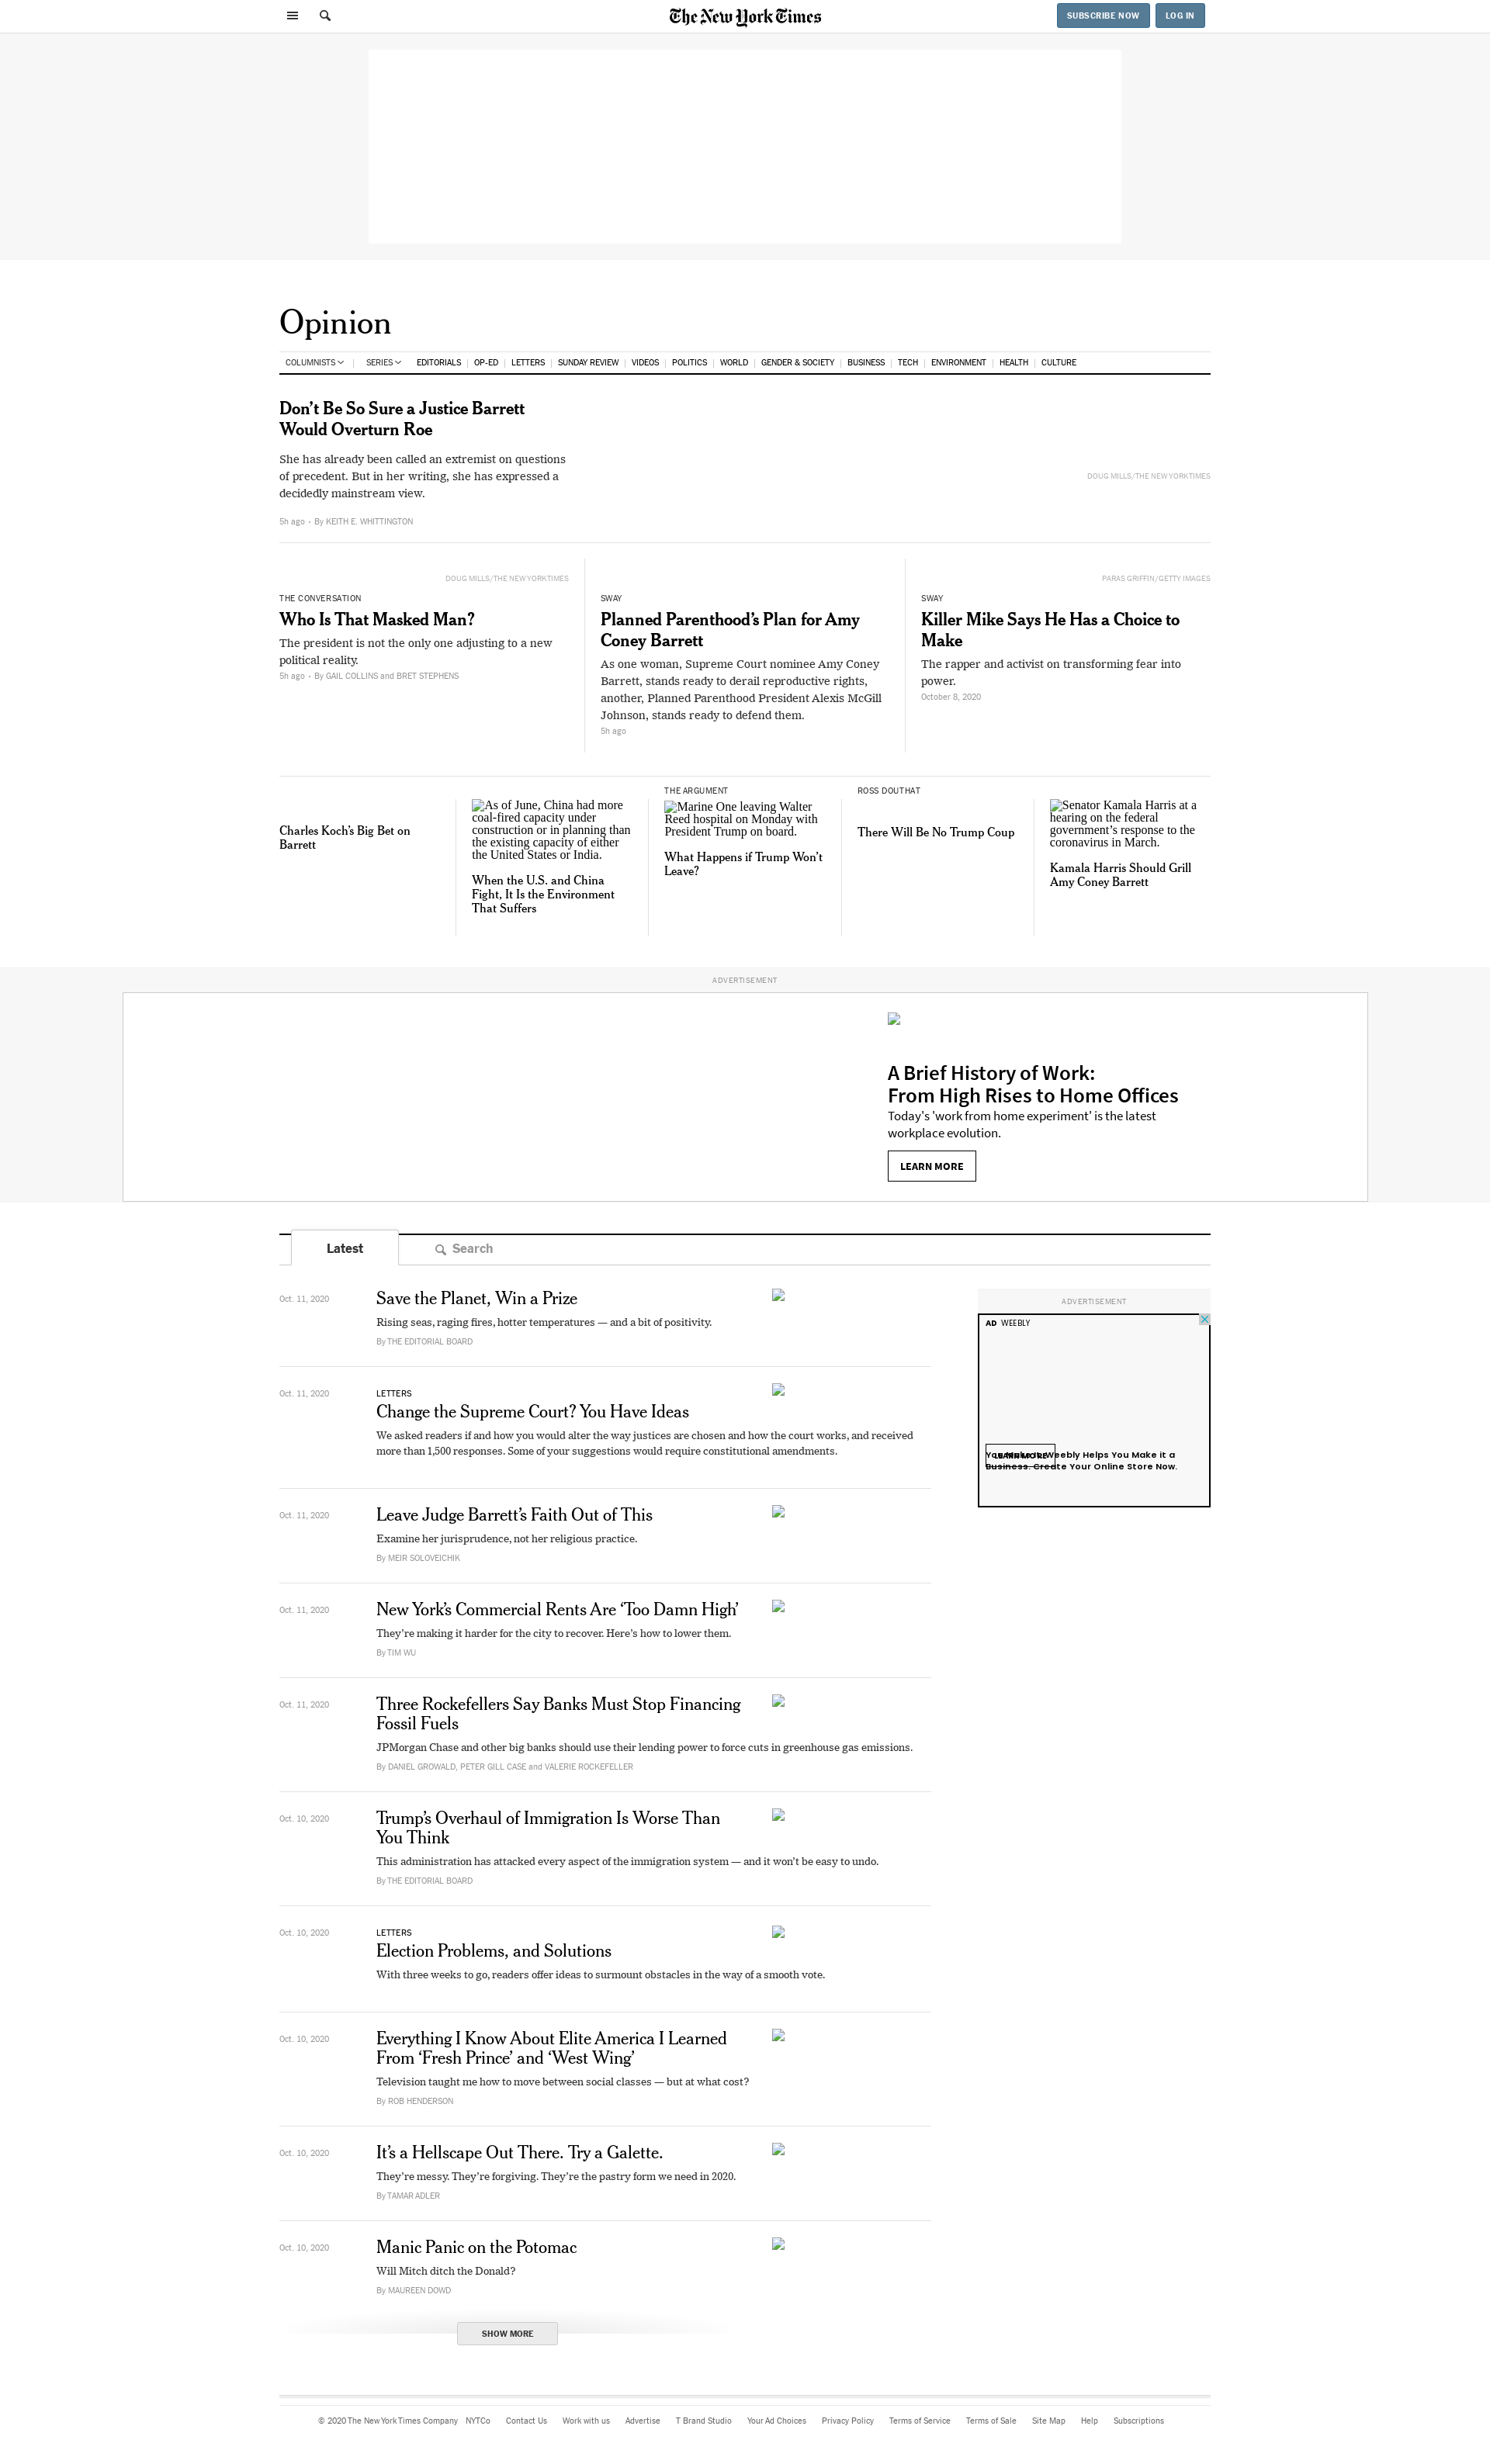 The New York Times
SUBSCRIBE NOW
LOG IN
Opinion
COLUMNISTS
SERIES
EDITORIALS
OP-ED
LETTERS
SUNDAY REVIEW
VIDEOS
POLITICS
WORLD
GENDER & SOCIETY
BUSINESS
TECH
ENVIRONMENT
HEALTH
CULTURE
Don’t Be So Sure a Justice Barrett
Would Overturn Roe
She has already been called an extremist on questions
of precedent. But in her writing, she has expressed a
decidedly mainstream view.
5h ago • By KEITH E. WHITTINGTON
DOUG MILLS/THE NEW YORK TIMES
DOUG MILLS/THE NEW YORK TIMES
THE CONVERSATION
Who Is That Masked Man?
The president is not the only one adjusting to a new
political reality.
5h ago • By GAIL COLLINS and BRET STEPHENS
SWAY
Planned Parenthood’s Plan for Amy
Coney Barrett
As one woman, Supreme Court nominee Amy Coney
Barrett, stands ready to derail reproductive rights,
another, Planned Parenthood President Alexis McGill
Johnson, stands ready to defend them.
5h ago
PARAS GRIFFIN/GETTY IMAGES
SWAY
Killer Mike Says He Has a Choice to
Make
The rapper and activist on transforming fear into
power.
October 8, 2020
Charles Koch’s Big Bet on
Barrett
As of June, China had more
coal-fired capacity under
construction or in planning than
the existing capacity of either
the United States or India.
When the U.S. and China
Fight, It Is the Environment
That Suffers
THE ARGUMENT
Marine One leaving Walter
Reed hospital on Monday with
President Trump on board.
What Happens if Trump Won’t
Leave?
ROSS DOUTHAT
There Will Be No Trump Coup
Senator Kamala Harris at a
hearing on the federal
government’s response to the
coronavirus in March.
Kamala Harris Should Grill
Amy Coney Barrett
ADVERTISEMENT
A Brief History of Work:
From High Rises to Home Offices
Today's 'work from home experiment' is the latest
workplace evolution.
LEARN MORE
Latest
Search
Oct. 11, 2020
Save the Planet, Win a Prize
Rising seas, raging fires, hotter temperatures — and a bit of positivity.
By THE EDITORIAL BOARD
Oct. 11, 2020
LETTERS
Change the Supreme Court? You Have Ideas
We asked readers if and how you would alter the way justices are chosen and how the court works, and received
more than 1,500 responses. Some of your suggestions would require constitutional amendments.
Oct. 11, 2020
Leave Judge Barrett’s Faith Out of This
Examine her jurisprudence, not her religious practice.
By MEIR SOLOVEICHIK
Oct. 11, 2020
New York’s Commercial Rents Are ‘Too Damn High’
They’re making it harder for the city to recover. Here’s how to lower them.
By TIM WU
Oct. 11, 2020
Three Rockefellers Say Banks Must Stop Financing
Fossil Fuels
JPMorgan Chase and other big banks should use their lending power to force cuts in greenhouse gas emissions.
By DANIEL GROWALD, PETER GILL CASE and VALERIE ROCKEFELLER
Oct. 10, 2020
Trump’s Overhaul of Immigration Is Worse Than
You Think
This administration has attacked every aspect of the immigration system — and it won’t be easy to undo.
By THE EDITORIAL BOARD
Oct. 10, 2020
LETTERS
Election Problems, and Solutions
With three weeks to go, readers offer ideas to surmount obstacles in the way of a smooth vote.
Oct. 10, 2020
Everything I Know About Elite America I Learned
From ‘Fresh Prince’ and ‘West Wing’
Television taught me how to move between social classes — but at what cost?
By ROB HENDERSON
Oct. 10, 2020
It’s a Hellscape Out There. Try a Galette.
They’re messy. They’re forgiving. They’re the pastry form we need in 2020.
By TAMAR ADLER
Oct. 10, 2020
Manic Panic on the Potomac
Will Mitch ditch the Donald?
By MAUREEN DOWD
SHOW MORE
ADVERTISEMENT
AD WEEBLY
LEARN MORE
You Make It. Weebly Helps You Make it a
Business. Create Your Online Store Now.
© 2020 The New York Times Company
NYTCo
Contact Us
Work with us
Advertise
T Brand Studio
Your Ad Choices
Privacy Policy
Terms of Service
Terms of Sale
Site Map
Help
Subscriptions